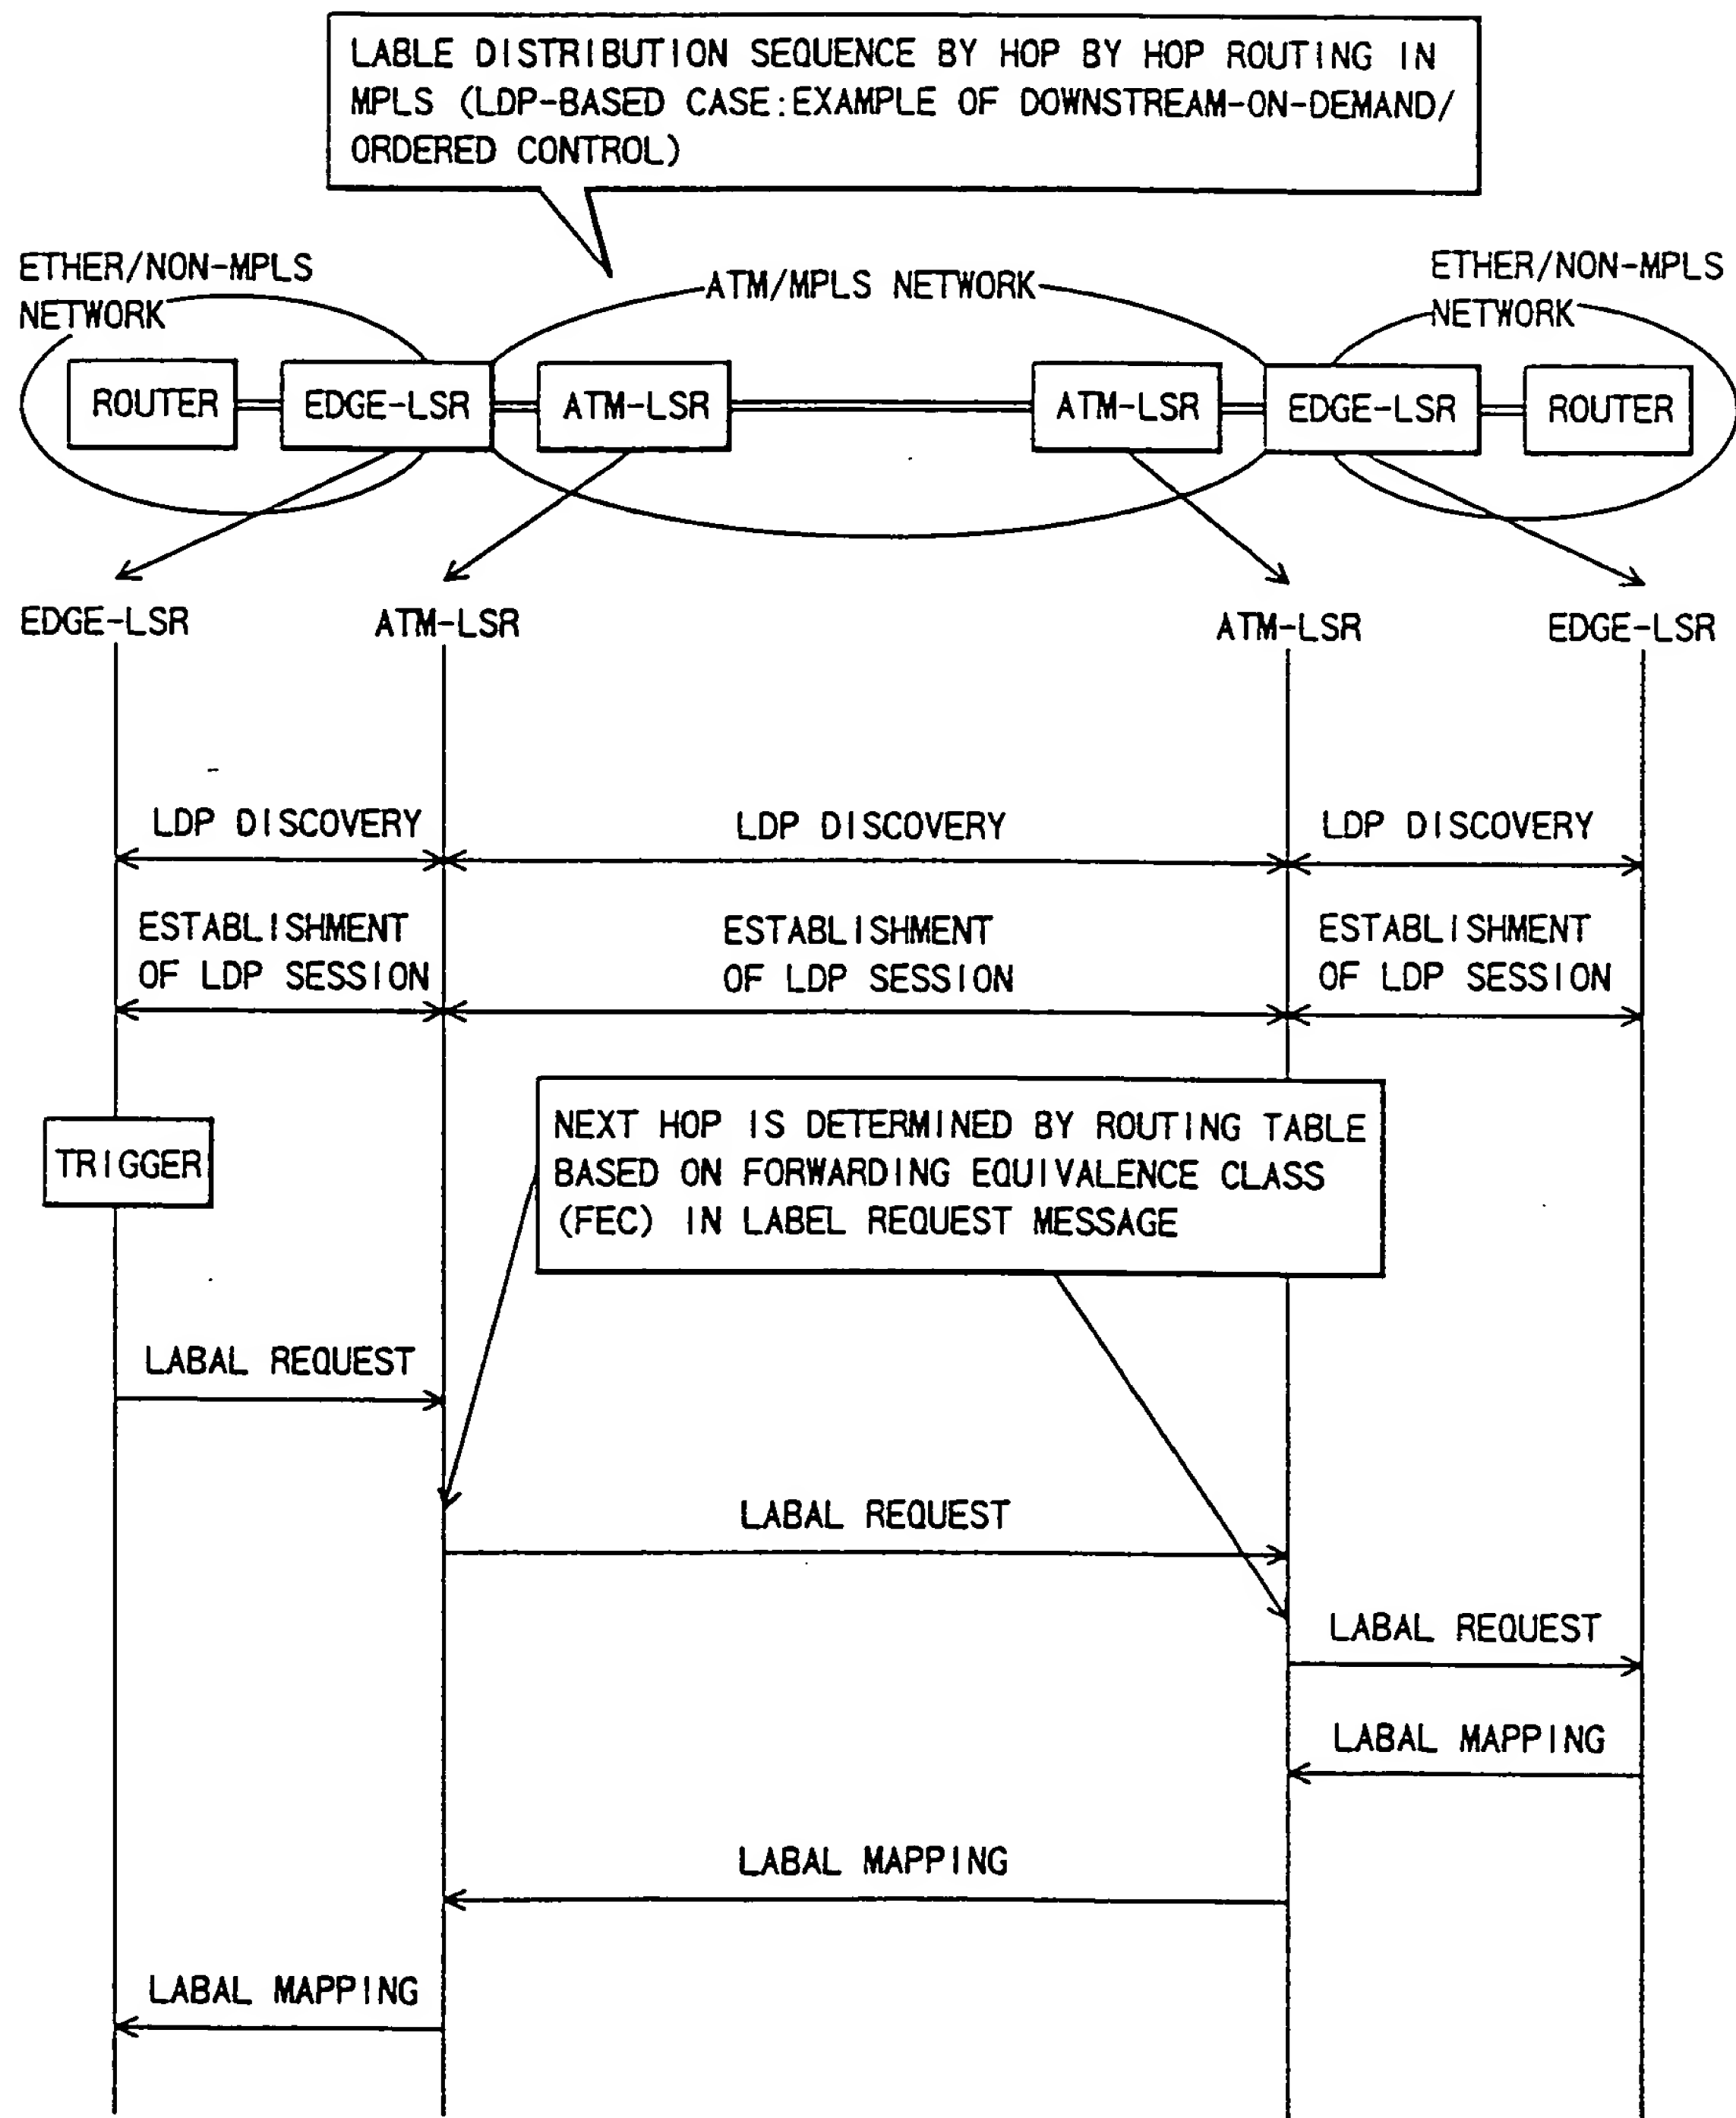 LABLE DISTRIBUTION SEQUENCE BY HOP BY HOP ROUTING IN
MPLS (LDP-BASED CASE:EXAMPLE OF DOWNSTREAM-ON-DEMAND/
ORDERED CONTROL)
ETHER/NON-MPLS
NETWORK
ATM/MPLS NETWORK
ETHER/NON-MPLS
NETWORK
ROUTER
EDGE-LSR
ATM-LSR
ATM-LSR
EDGE-LSR
ROUTER
EDGE-LSR
ATM-LSR
ATM-LSR
EDGE-LSR
LDP DISCOVERY
LDP DISCOVERY
LDP DISCOVERY
ESTABLISHMENT
OF LDP SESSION
ESTABLISHMENT
OF LDP SESSION
ESTABLISHMENT
OF LDP SESSION
TRIGGER
NEXT HOP IS DETERMINED BY ROUTING TABLE
BASED ON FORWARDING EQUIVALENCE CLASS
(FEC) IN LABEL REQUEST MESSAGE
LABAL REQUEST
LABAL REQUEST
LABAL REQUEST
LABAL MAPPING
LABAL MAPPING
LABAL MAPPING